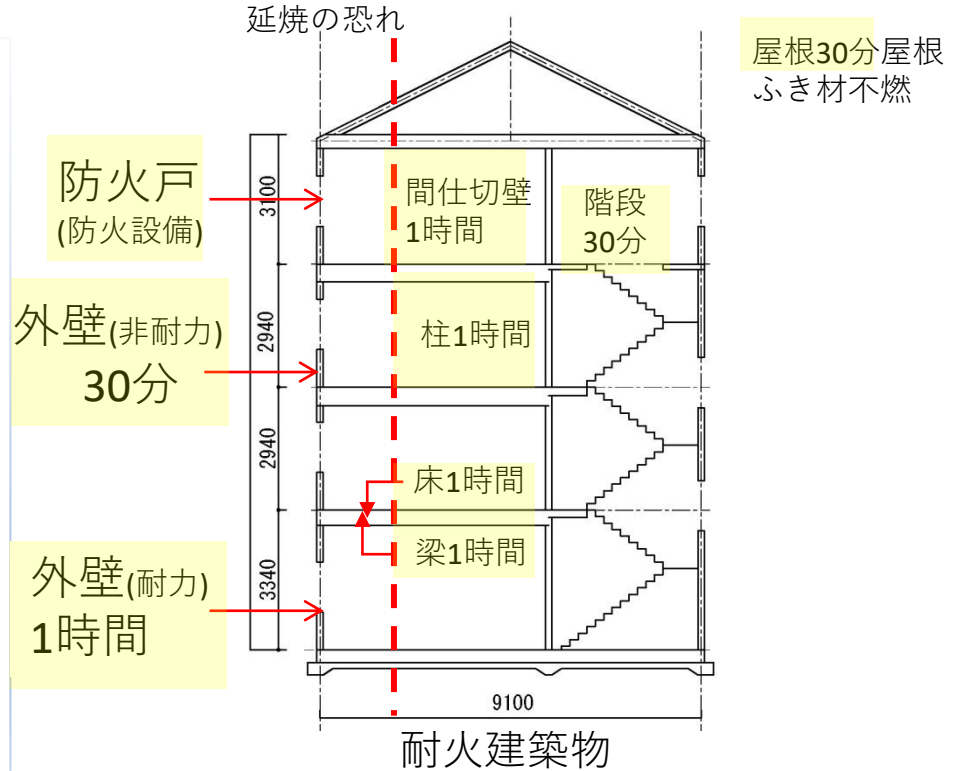 延焼の恐れ
屋根30分屋根
ふき材不燃
防火戸
(防火設備)
3100
間仕切壁
1時間
階段
30分
外壁(非耐力)
30分
2940
柱1時間
2940
床1時間
梁1時間
外壁(耐力)
1時間
3340
9100
耐火建築物